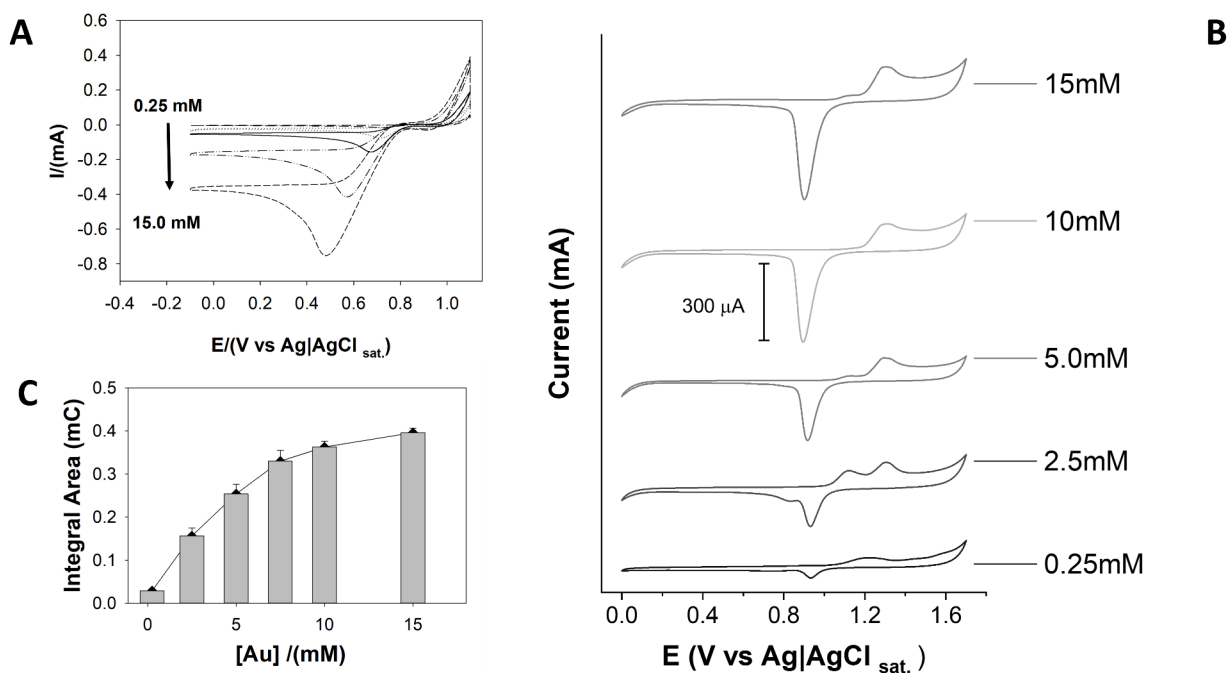 A
0.6
0.4
0.2
0.0
-0.2
-0.4
-0.6
-0.8
I/(mA)
0.25 mM
15.0 mM
-0.4 -0.2 0.0 0.2 0.4 0.6 0.8 1.0
E/(V vs Ag|AgCl sat.)
B
Current (mA)
15mM
10mM
300 μA
5.0mM
2.5mM
0.25mM
0.0 0.4 0.8 1.2 1.6
E (V vs Ag|AgCl sat.)
C
0.5
0.4
0.3
0.2
0.1
0.0
Integral Area (mC)
0 5 10 15
[Au] /(mM)